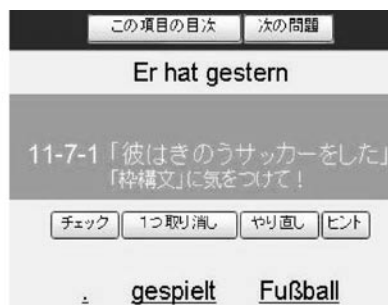 この項目の目次 次の問題
Er hat gestern
11-7-1「彼はきのうサッカーをした」
「枠構文」に気をつけて！
チェック 1つ取り消し やり直し ヒント
. gespielt Fußball